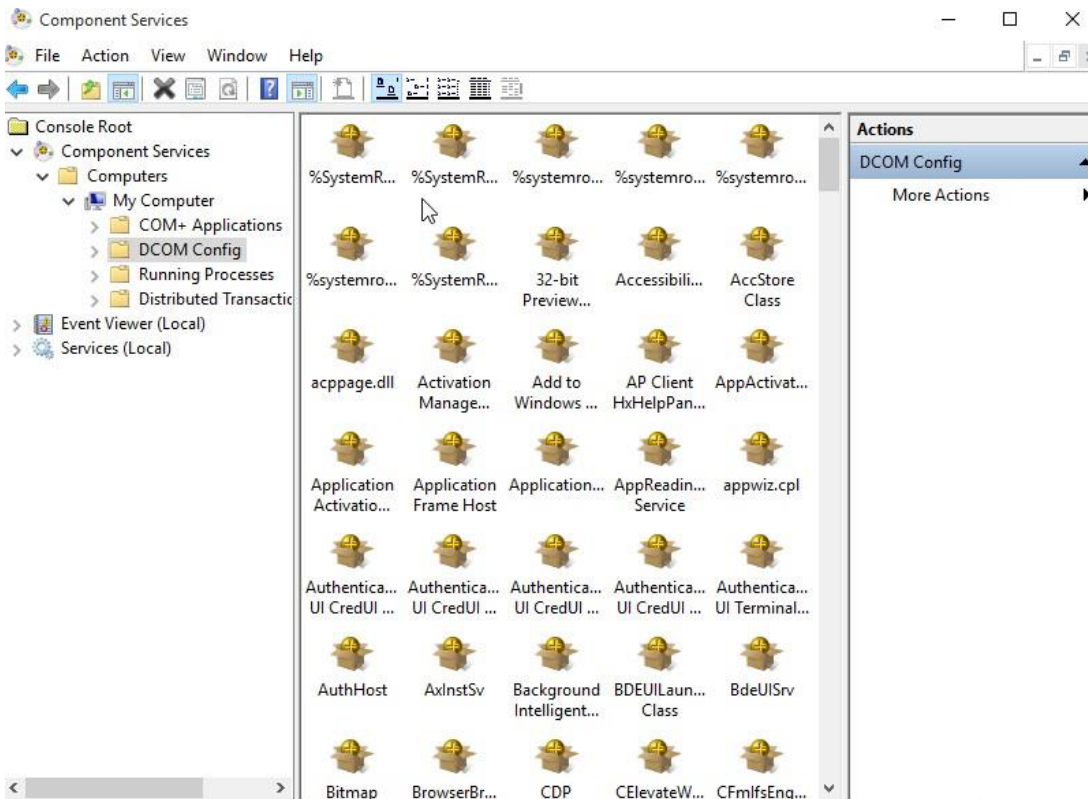 Component Services
File Action View Window Help
Console Root
Component Services
Computers
My Computer
COM+ Applications
DCOM Config
Running Processes
Distributed Transactic
Event Viewer (Local)
Services (Local)
%SystemR... %SystemR... %systemro... %systemro... %systemro...
%systemro... %SystemR... 32-bit Accessibili... AccStore
Preview... Class
acppage.dll Activation Add to AP Client AppActivat...
Manage... Windows ... HxHelpPan...
Application Application Application... AppReadin... appwiz.cpl
Activatio... Frame Host Service
Authentica... Authentica... Authentica... Authentica... Authentica...
UI CredUI ... UI CredUI ... UI CredUI ... UI CredUI ... UI Terminal...
AuthHost AxInstSv Background BDEUILaun... BdeUISrv
Intelligent... Class
Bitmap BrowserBr... CDP CElevateW... CFmIfsEng...
Actions
DCOM Config
More Actions